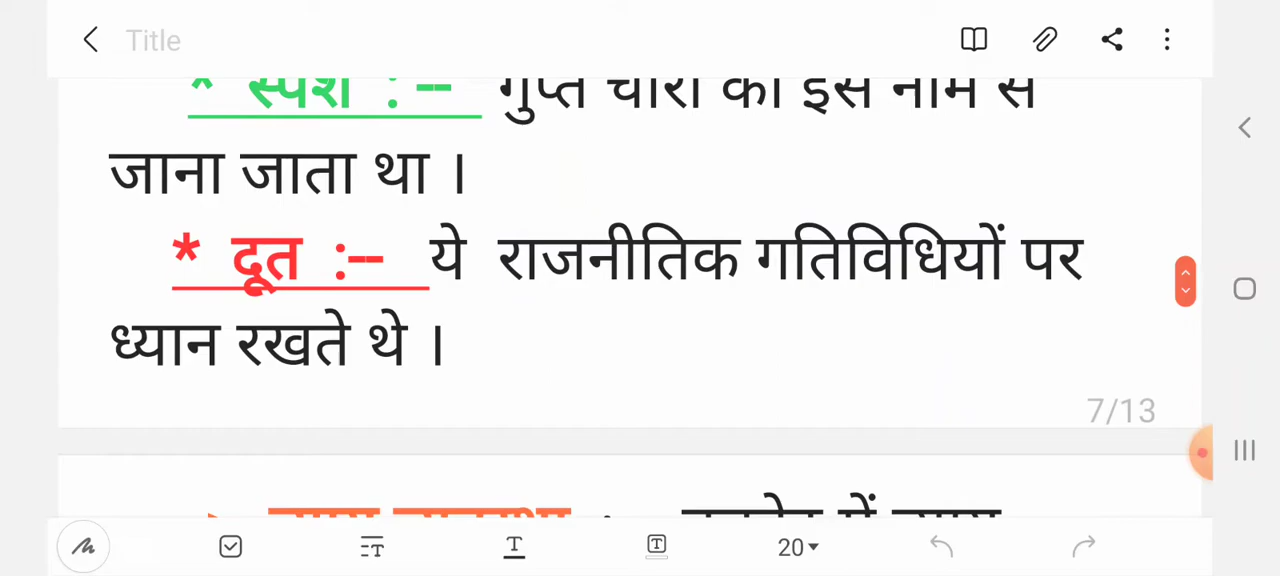 Title
* स्पश :-- गुप्त चारों को इस नाम से
जाना जाता था ।
* दूत :-- ये राजनीतिक गतिविधियों पर
ध्यान रखते थे ।
7/13
20